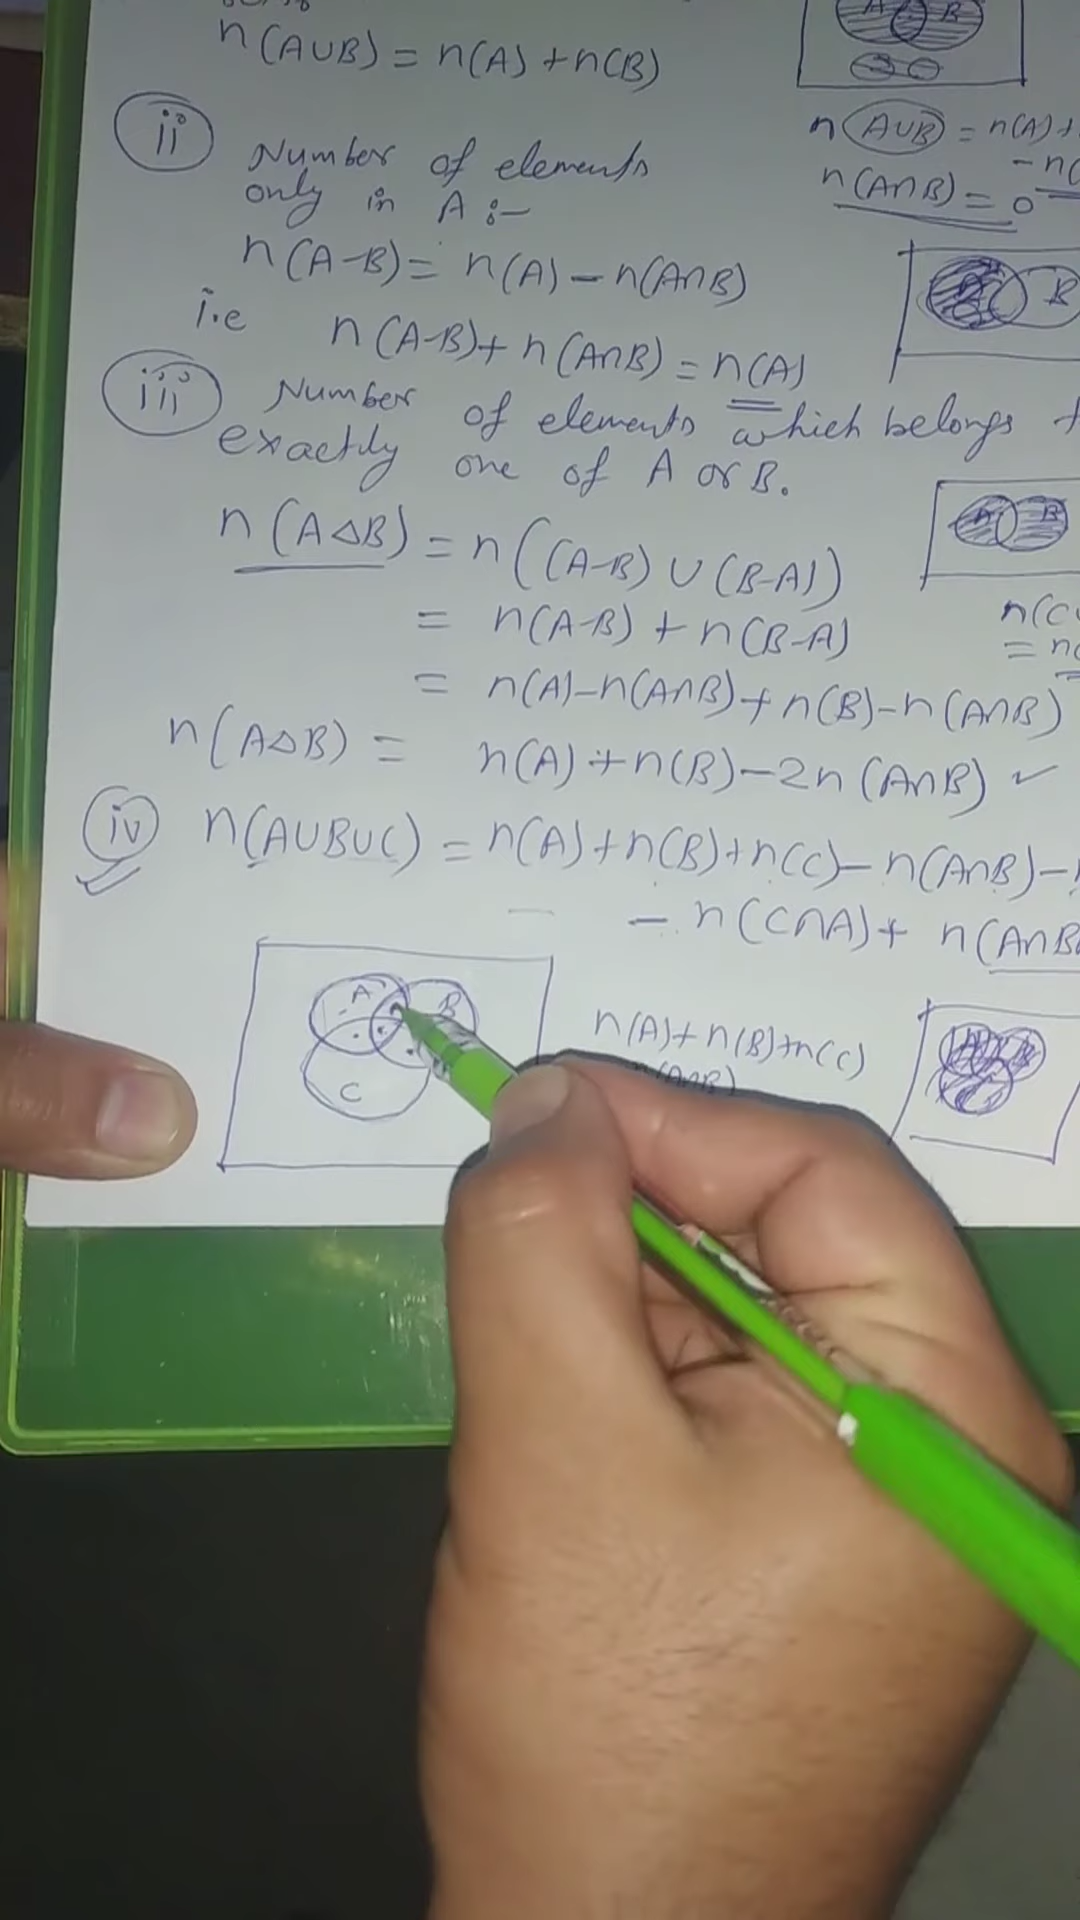 n(A∪B) = n(A) + n(B)
A B
n(A∪B) = n(A) +
- n(
n(A∩B) = 0
ii Number of elements
only in A :-
n(A-B) = n(A) - n(A∩B)
B
i.e n(A-B) + n(A∩B) = n(A)
iii Number of elements which belongs
exactly one of A or B.
A B
n(A△B) = n((A-B) ∪ (B-A))
= n(A-B) + n(B-A)
n(C
=
= n(A) - n(A∩B) + n(B) - n(A∩B)
n(A△B) = n(A) + n(B) - 2n(A∩B) ✓
iv n(A∪B∪C) = n(A) + n(B) + n(C) - n(A∩B) -
- n(C∩A) + n(A∩B
A B
C
n(A) + n(B) + n(C)
n(A∩B)
A B